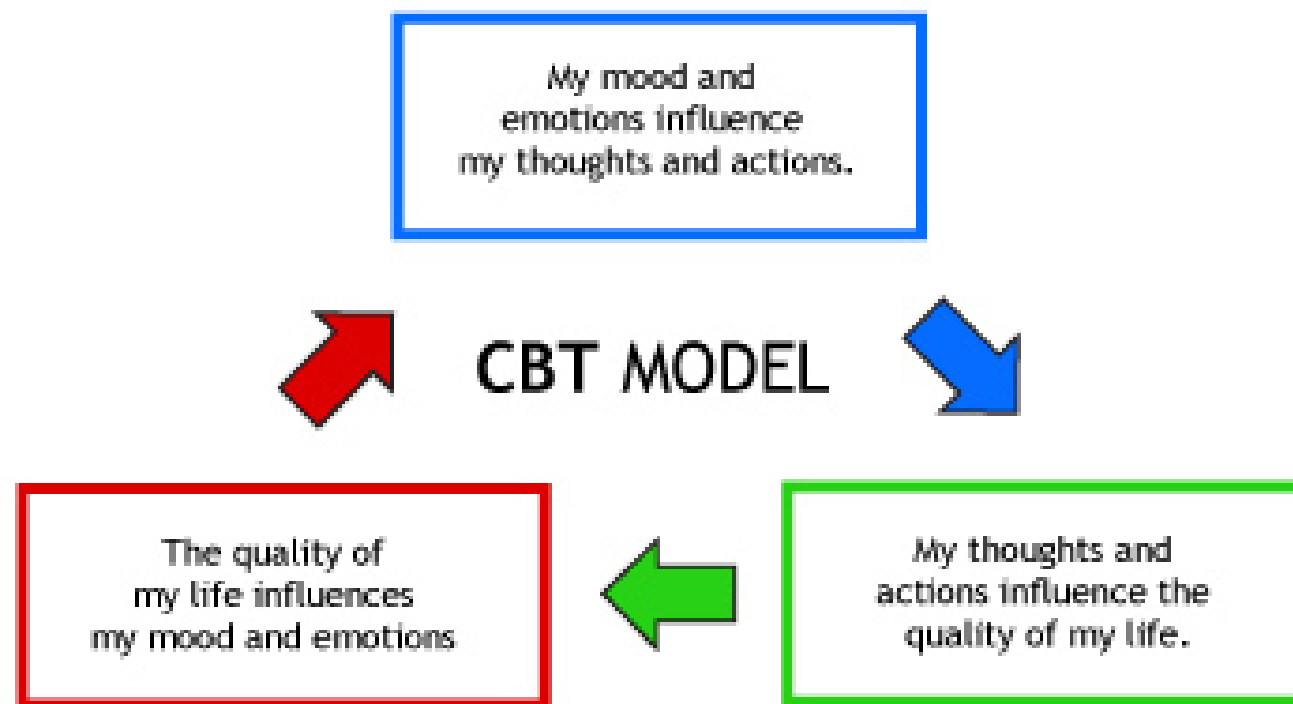 My mood and
emotions influence
my thoughts and actions.
CBT MODEL
The quality of
my life influences
my mood and emotions
My thoughts and
actions influence the
quality of my life.